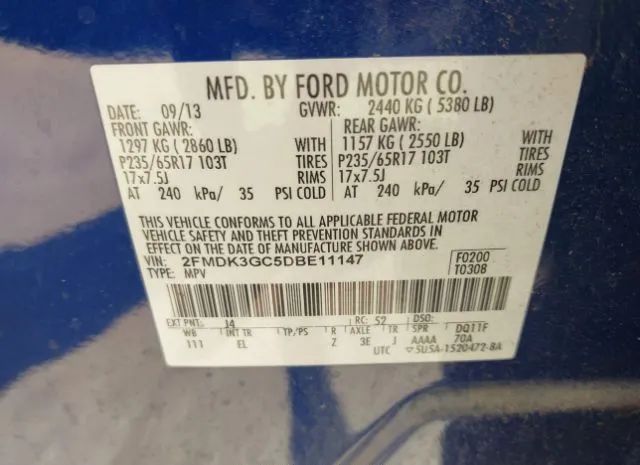 MFD. BY FORD MOTOR CO.
DATE: 09/13 GVWR: 2440 KG ( 5380 LB)
FRONT GAWR: REAR GAWR:
1297 KG ( 2860 LB) WITH 1157 KG ( 2550 LB) WITH
P235/65R17 103T TIRES P235/65R17 103T TIRES
17x7.5J RIMS 17x7.5J RIMS
AT 240 kPa/ 35 PSI COLD AT 240 kPa/ 35 PSI COLD
THIS VEHICLE CONFORMS TO ALL APPLICABLE FEDERAL MOTOR
VEHICLE SAFETY AND THEFT PREVENTION STANDARDS IN
EFFECT ON THE DATE OF MANUFACTURE SHOWN ABOVE.
VIN: 2FMDK3GC5DBE11147 F0200
TYPE: MPV T0308
EXT PNT: J4 RC: 52 DSO:
WB INT TR TP/PS R AXLE TR SPR DQ11F
111 EL Z 3E J AAAA 70A
UTC ▽5U5A-1520472-BA